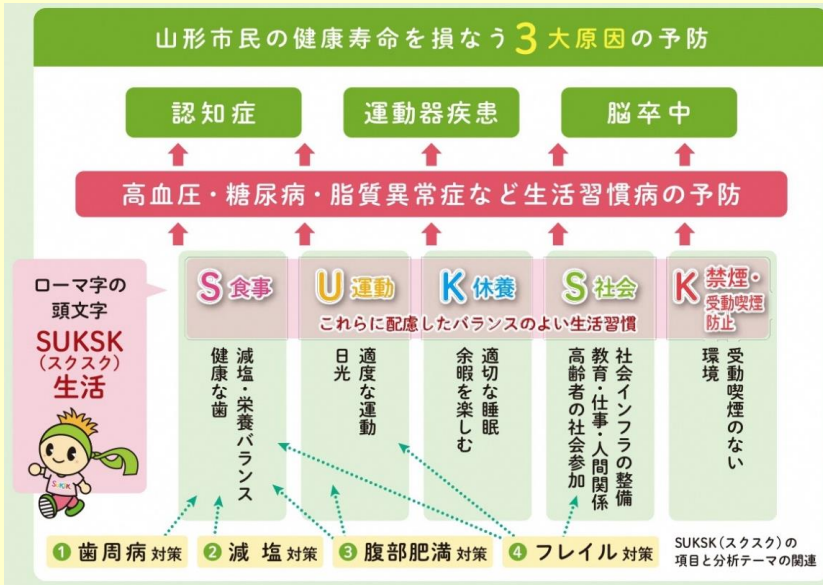 山形市民の健康寿命を損なう3大原因の予防
認知症
運動器疾患
脳卒中
高血圧・糖尿病・脂質異常症など生活習慣病の予防
ローマ字の
頭文字
SUKSK
(スクスク)
生活
SUKSK
S 食事
U 運動
K 休養
S 社会
K 禁煙・
受動喫煙
防止
これらに配慮したバランスのよい生活習慣
減塩・栄養バランス
健康な歯
適度な運動
日光
適切な睡眠
余暇を楽しむ
社会インフラの整備
教育・仕事・人間関係
高齢者の社会参加
受動喫煙のない
環境
1 歯周病対策
2 減塩対策
3 腹部肥満対策
4 フレイル対策
SUKSK(スクスク)の
項目と分析テーマの関連